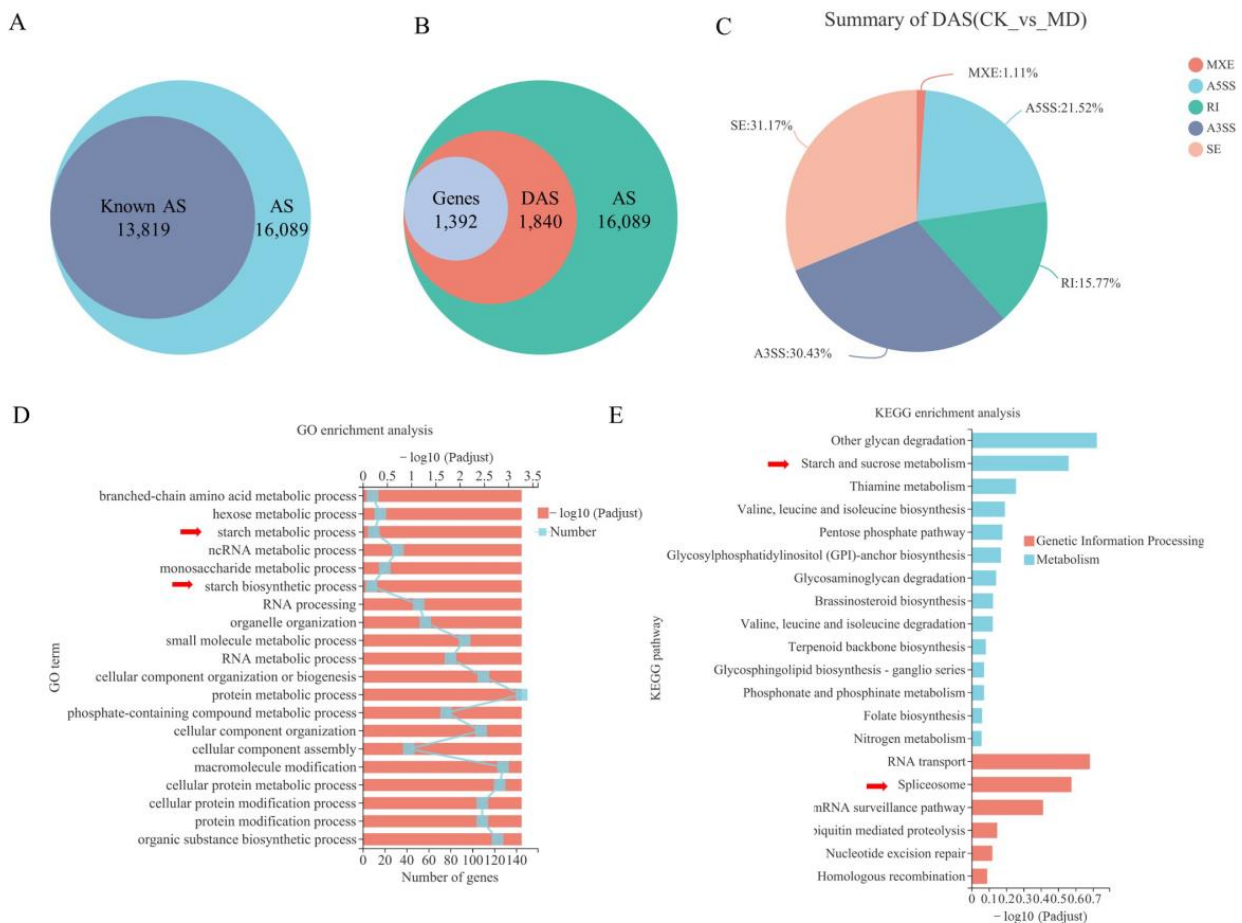 A
Known AS
13,819
AS
16,089
B
Genes
1,392
DAS
1,840
AS
16,089
C
Summary of DAS(CK_vs_MD)
MXE:1.11%
A5SS:21.52%
RI:15.77%
A3SS:30.43%
SE:31.17%
MXE
A5SS
RI
A3SS
SE
D
GO enrichment analysis
− log10 (Padjust)
0 0.5 1 1.5 2 2.5 3 3.5
branched-chain amino acid metabolic process
hexose metabolic process
starch metabolic process
ncRNA metabolic process
monosaccharide metabolic process
starch biosynthetic process
RNA processing
organelle organization
small molecule metabolic process
RNA metabolic process
cellular component organization or biogenesis
protein metabolic process
phosphate-containing compound metabolic process
cellular component organization
cellular component assembly
macromolecule modification
cellular protein metabolic process
cellular protein modification process
protein modification process
organic substance biosynthetic process
GO term
0 20 40 60 80 100 120 140
Number of genes
− log10 (Padjust)
Number
E
KEGG enrichment analysis
Other glycan degradation
Starch and sucrose metabolism
Thiamine metabolism
Valine, leucine and isoleucine biosynthesis
Pentose phosphate pathway
Glycosylphosphatidylinositol (GPI)-anchor biosynthesis
Glycosaminoglycan degradation
Brassinosteroid biosynthesis
Valine, leucine and isoleucine degradation
Terpenoid backbone biosynthesis
Glycosphingolipid biosynthesis - ganglio series
Phosphonate and phosphinate metabolism
Folate biosynthesis
Nitrogen metabolism
RNA transport
Spliceosome
mRNA surveillance pathway
biquitin mediated proteolysis
Nucleotide excision repair
Homologous recombination
KEGG pathway
0 0.1 0.2 0.3 0.4 0.5 0.6 0.7
− log10 (Padjust)
Genetic Information Processing
Metabolism